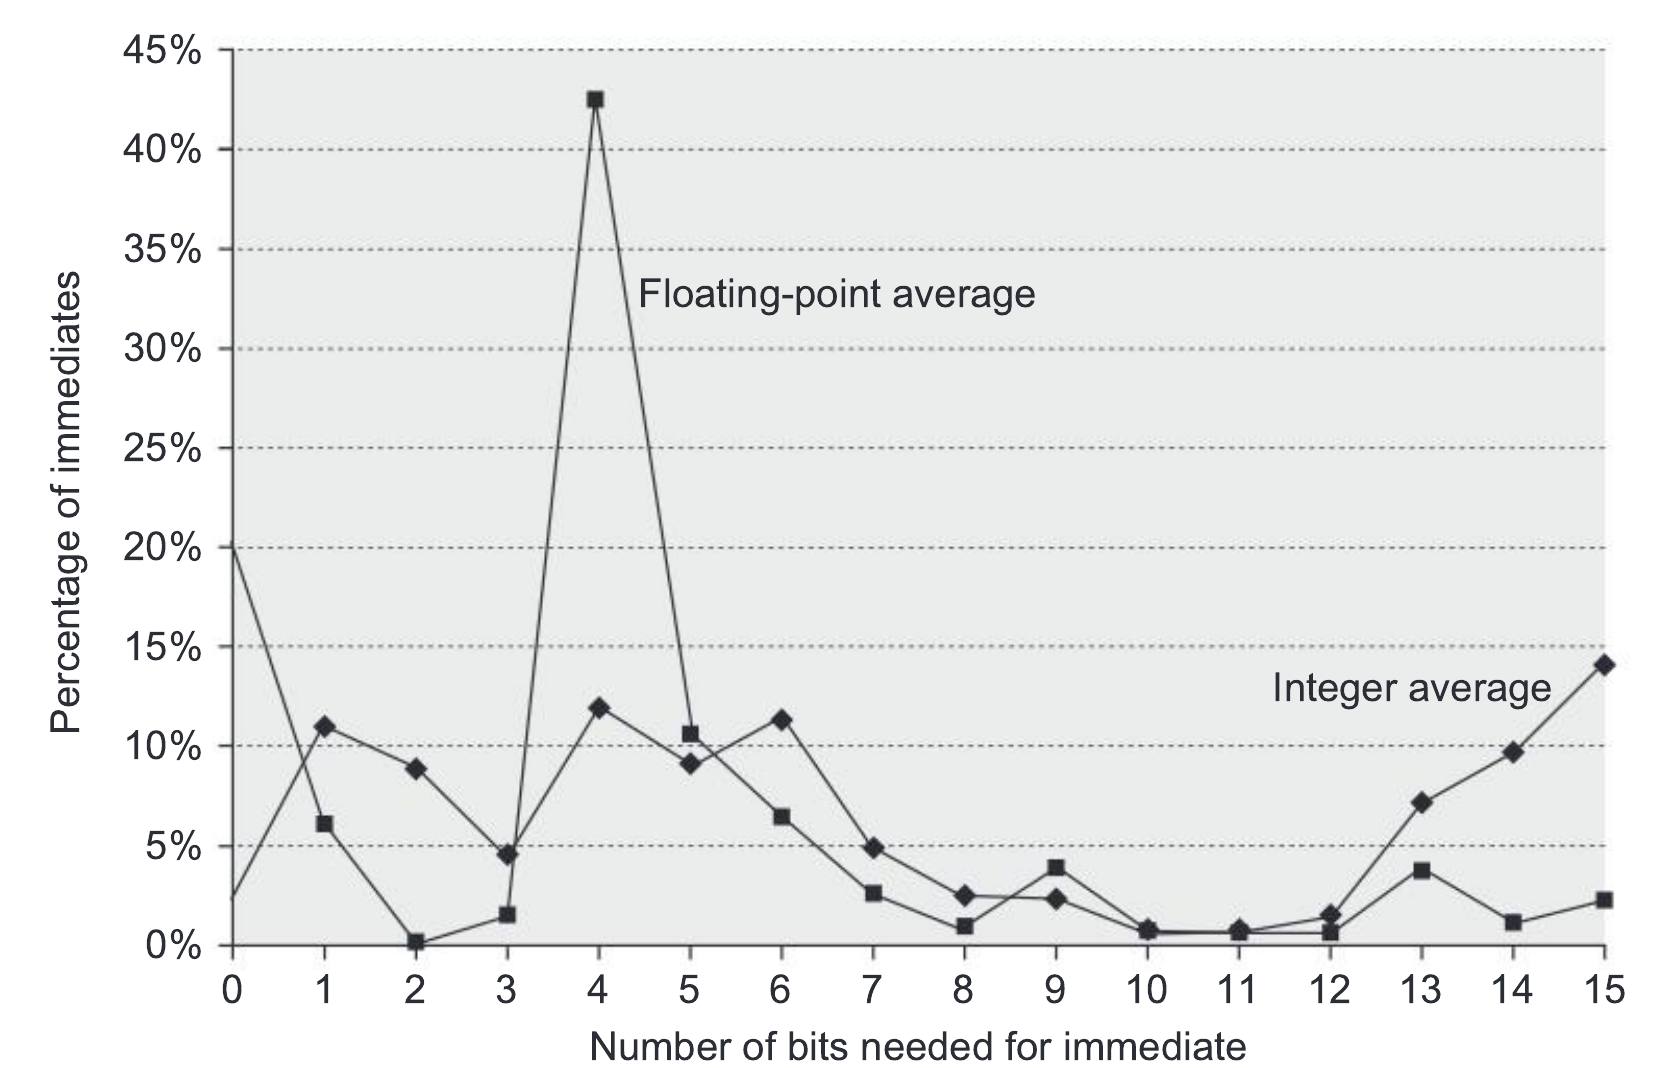 45%
40%
35%
Floating-point average
30%
25%
20%
15%
Integer average
10%
5%
0%
Percentage of immediates
0 1 2 3 4 5 6 7 8 9 10 11 12 13 14 15
Number of bits needed for immediate